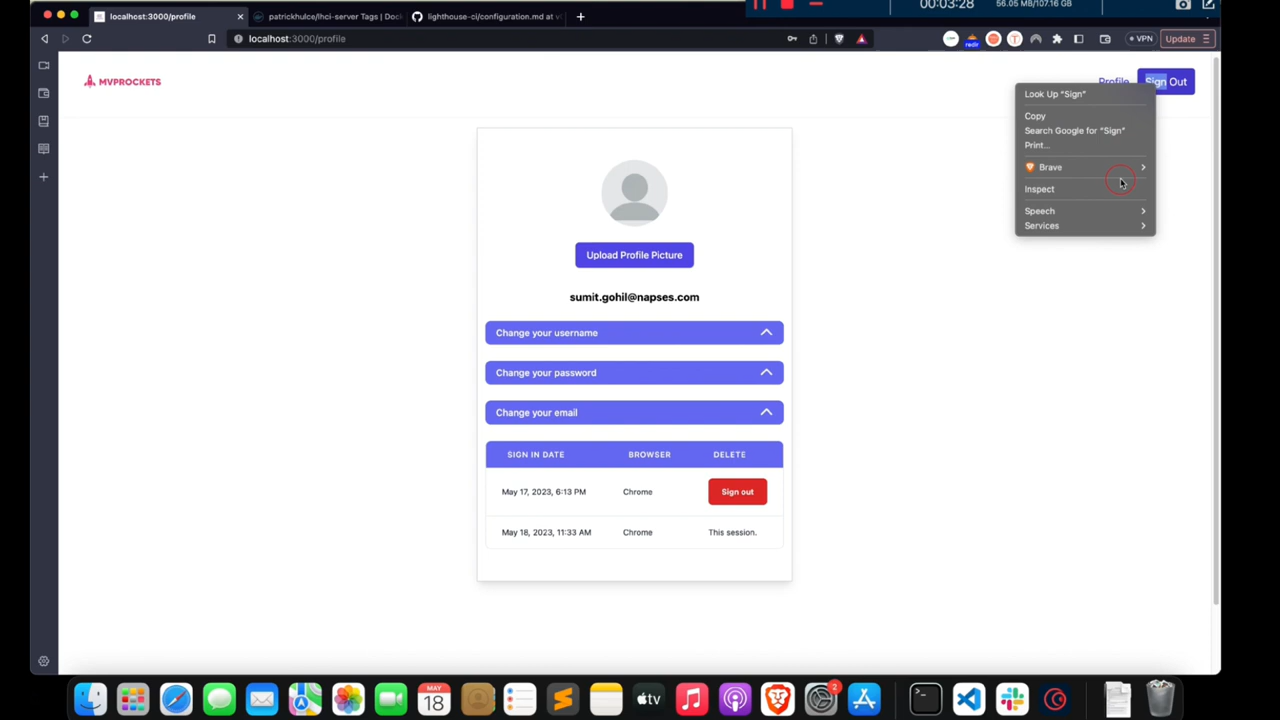 00:03:28
56.05 MB/107.16 GB
localhost:3000/profile
patrickhulce/lhci-server Tags | Dock
lighthouse-ci/configuration.md at v
localhost:3000/profile
redir
VPN
Update
MVPROCKETS
Profile
Sign Out
Look Up “Sign”
Copy
Search Google for “Sign”
Print...
Brave
Inspect
Speech
Services
Upload Profile Picture
sumit.gohil@napses.com
Change your username
Change your password
Change your email
SIGN IN DATE BROWSER DELETE
May 17, 2023, 6:13 PM Chrome Sign out
May 18, 2023, 11:33 AM Chrome This session.
MAY
18
tv
2